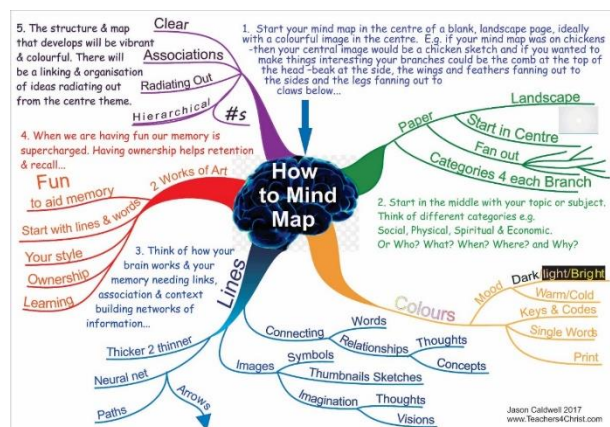 5. The structure & map
that develops will be vibrant
& colourful. There will
be a linking & organisation
of ideas radiating out
from the centre theme.
Clear
Associations
Radiating Out
Hierarchical
#s
1. Start your mind map in the centre of a blank, landscape page, ideally
with a colourful image in the centre. E.g. if your mind map was on chickens
-then your central image would be a chicken sketch and if you wanted to
make things interesting your branches could be the comb at the top of
the head -beak at the side, the wings and feathers fanning out to
the sides and the legs fanning out to
claws below...
Paper
Landscape
Start in Centre
Fan out
Categories 4 each Branch
4. When we are having fun our memory is
supercharged. Having ownership helps retention
& recall...
2 Works of Art
Fun
to aid memory
Start with lines & words
Your style
Ownership
Learning
How
to Mind
Map
2. Start in the middle with your topic or subject.
Think of different categories e.g.
Social, Physical, Spiritual & Economic.
Or Who? What? When? Where? and Why?
3. Think of how your
brain works & your
memory needing links,
association & context
building networks of
information...
Colours
Mood
Dark light/Bright
Warm/Cold
Keys & Codes
Single Words
Print
Lines
Connecting
Words
Relationships
Thoughts
Concepts
Images
Symbols
Thumbnails Sketches
Imagination
Thoughts
Visions
Thicker 2 thinner
Neural net
Paths
Arrows
Jason Caldwell 2011
www.Teachers4Christ.com